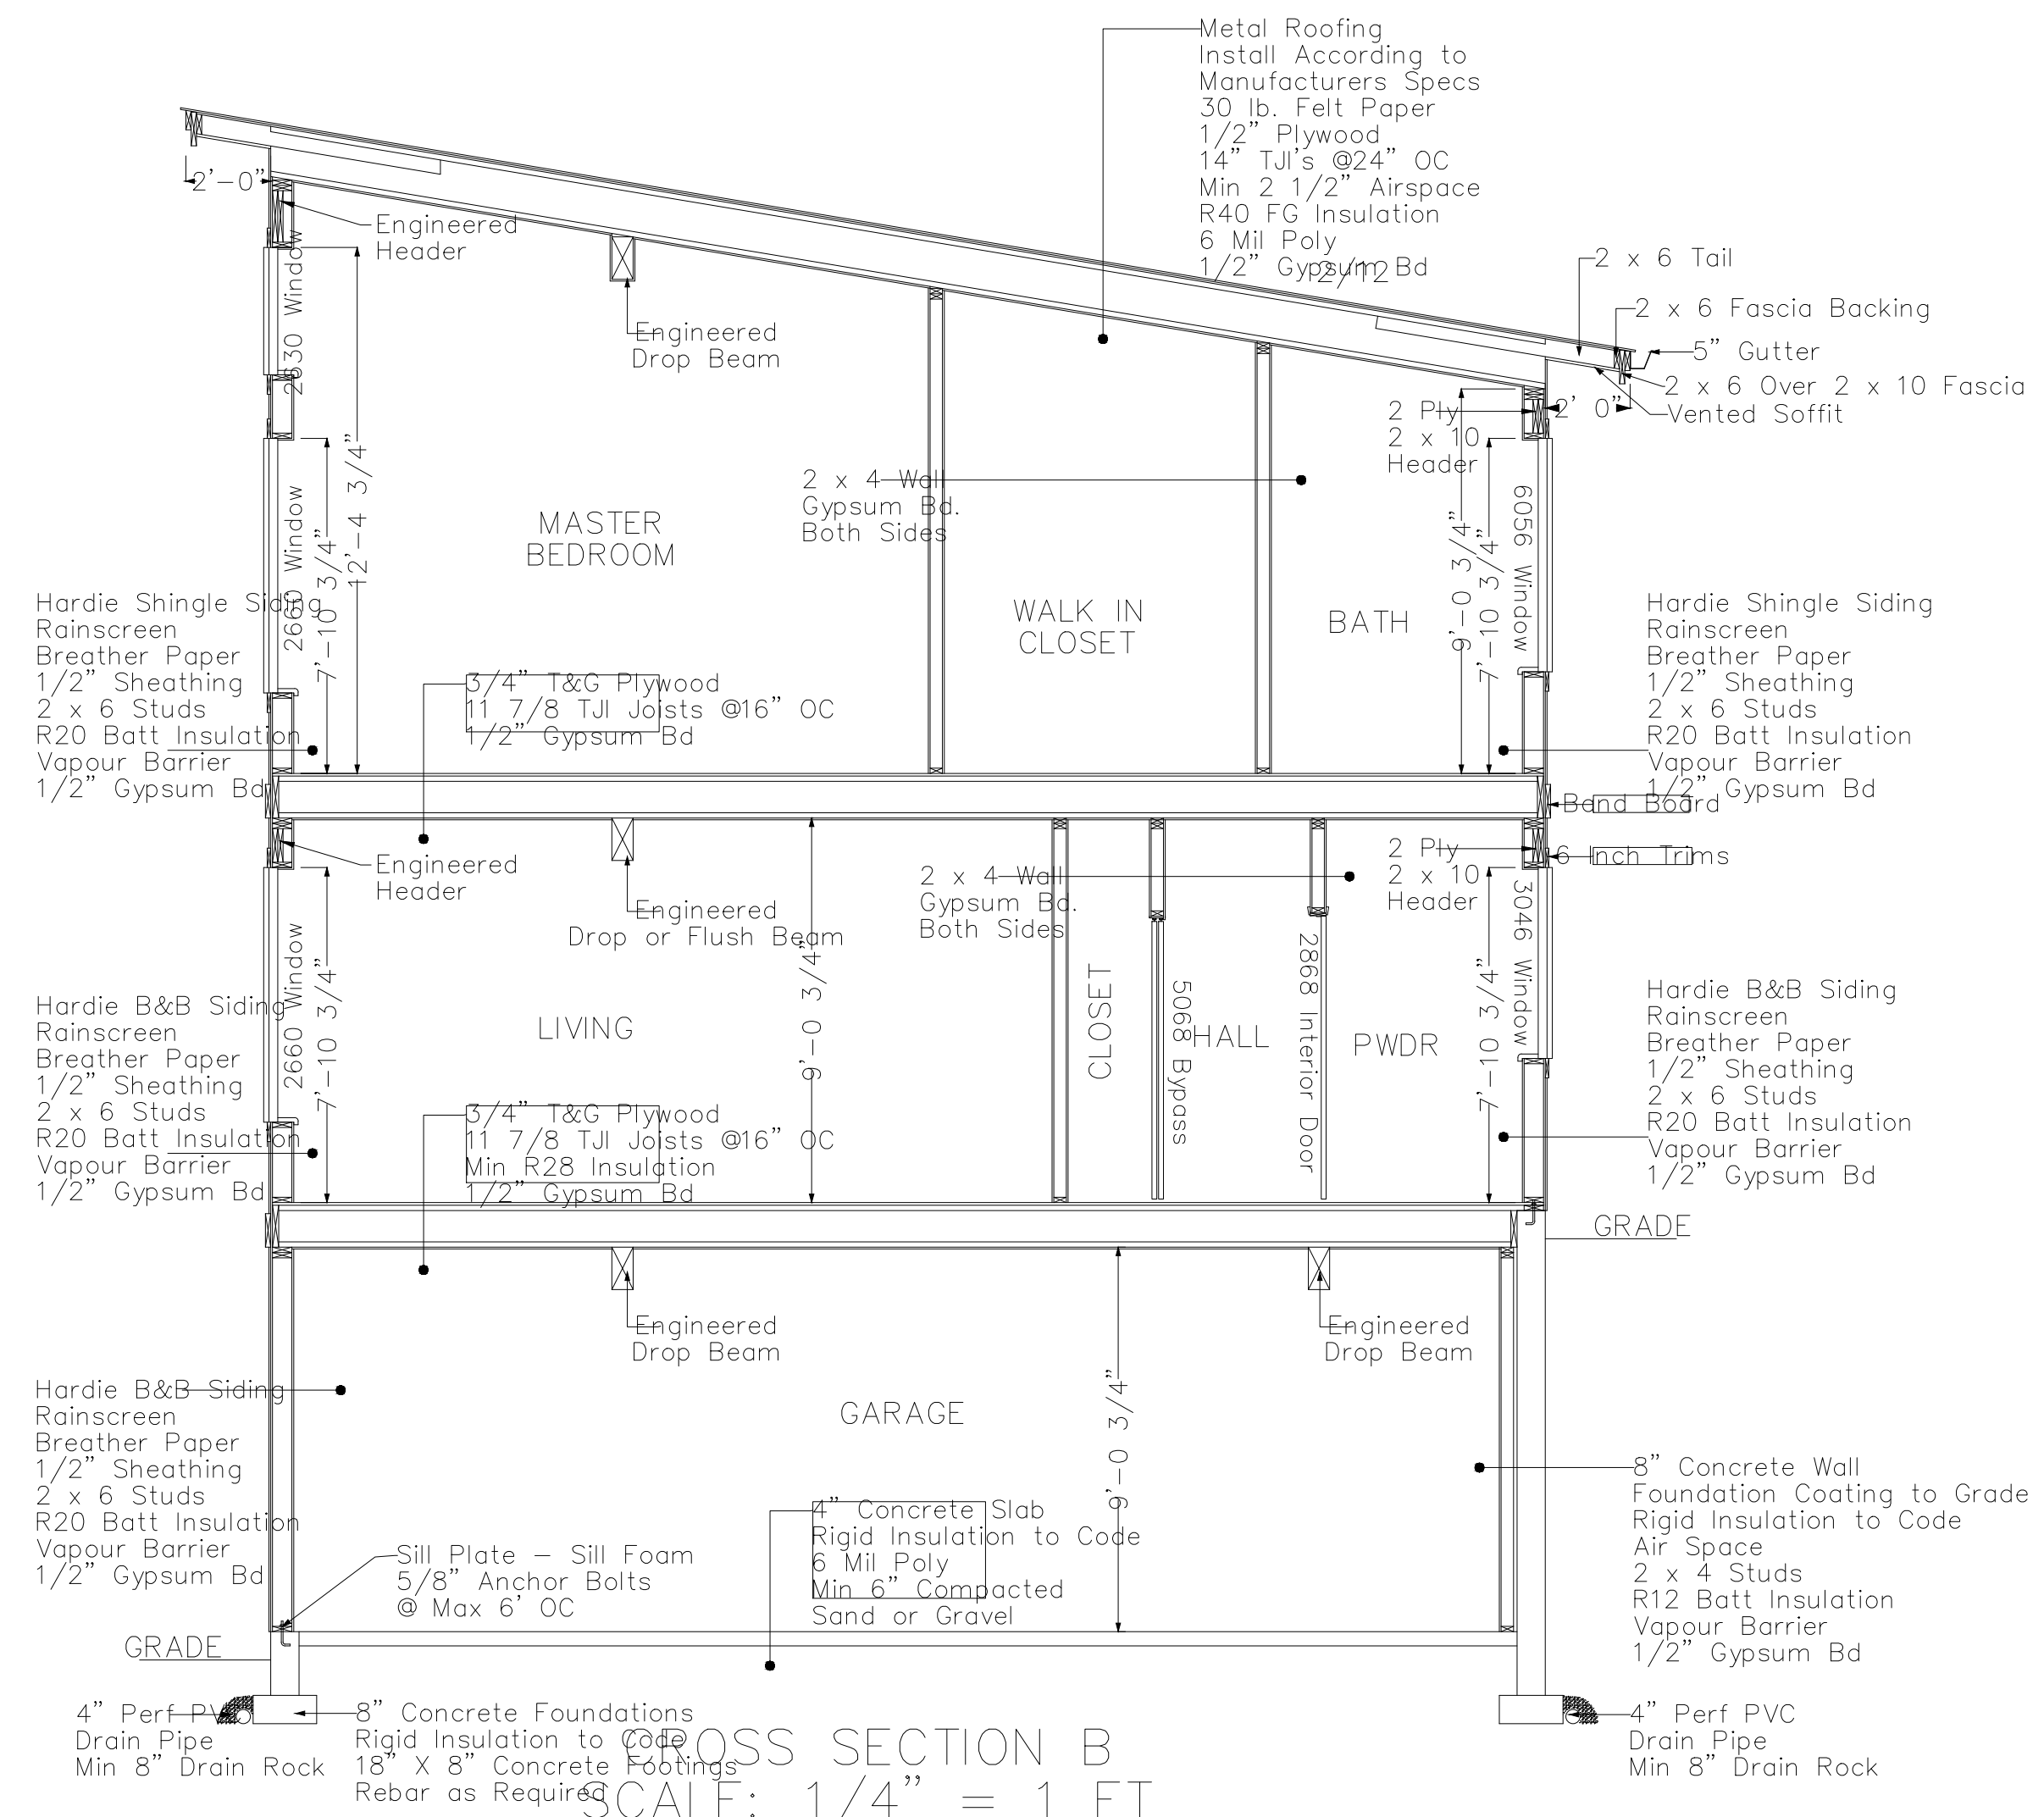 Metal Roofing
Install According to
Manufacturers Specs
30 lb. Felt Paper
1/2" Plywood
14" TJI's @24" OC
Min 2 1/2" Airspace
R40 FG Insulation
6 Mil Poly
1/2" Gypsum Bd
2/12
2'-0"
Engineered
Header
2 x 6 Tail
2 x 6 Fascia Backing
5" Gutter
2 x 6 Over 2 x 10 Fascia
Vented Soffit
2' 0"
2630 Window
Engineered
Drop Beam
2 Ply
2 x 10
Header
12'-4 3/4"
7'-10 3/4"
2660 Window
MASTER
BEDROOM
2 x 4 Wall
Gypsum Bd.
Both Sides
WALK IN
CLOSET
BATH
9'-0 3/4"
7'-10 3/4"
6056 Window
Hardie Shingle Siding
Rainscreen
Breather Paper
1/2" Sheathing
2 x 6 Studs
R20 Batt Insulation
Vapour Barrier
1/2" Gypsum Bd
3/4" T&G Plywood
11 7/8 TJI Joists @16" OC
1/2" Gypsum Bd
Hardie Shingle Siding
Rainscreen
Breather Paper
1/2" Sheathing
2 x 6 Studs
R20 Batt Insulation
Vapour Barrier
1/2" Gypsum Bd
Band Board
6 Inch Trims
Engineered
Header
Engineered
Drop or Flush Beam
2 x 4 Wall
Gypsum Bd.
Both Sides
2 Ply
2 x 10
Header
2660 Window
7'-10 3/4"
LIVING
9'-0 3/4"
CLOSET
5068 Bypass
HALL
2868 Interior Door
PWDR
7'-10 3/4"
3046 Window
Hardie B&B Siding
Rainscreen
Breather Paper
1/2" Sheathing
2 x 6 Studs
R20 Batt Insulation
Vapour Barrier
1/2" Gypsum Bd
3/4" T&G Plywood
11 7/8 TJI Joists @16" OC
Min R28 Insulation
1/2" Gypsum Bd
Hardie B&B Siding
Rainscreen
Breather Paper
1/2" Sheathing
2 x 6 Studs
R20 Batt Insulation
Vapour Barrier
1/2" Gypsum Bd
GRADE
Engineered
Drop Beam
Engineered
Drop Beam
GARAGE
9'-0 3/4"
Hardie B&B Siding
Rainscreen
Breather Paper
1/2" Sheathing
2 x 6 Studs
R20 Batt Insulation
Vapour Barrier
1/2" Gypsum Bd
Sill Plate - Sill Foam
5/8" Anchor Bolts
@ Max 6' OC
4" Concrete Slab
Rigid Insulation to Code
6 Mil Poly
Min 6" Compacted
Sand or Gravel
8" Concrete Wall
Foundation Coating to Grade
Rigid Insulation to Code
Air Space
2 x 4 Studs
R12 Batt Insulation
Vapour Barrier
1/2" Gypsum Bd
GRADE
4" Perf PVC
Drain Pipe
Min 8" Drain Rock
8" Concrete Foundations
Rigid Insulation to Code
18" X 8" Concrete Footings
Rebar as Required
4" Perf PVC
Drain Pipe
Min 8" Drain Rock
CROSS SECTION B
SCALE: 1/4" = 1 FT